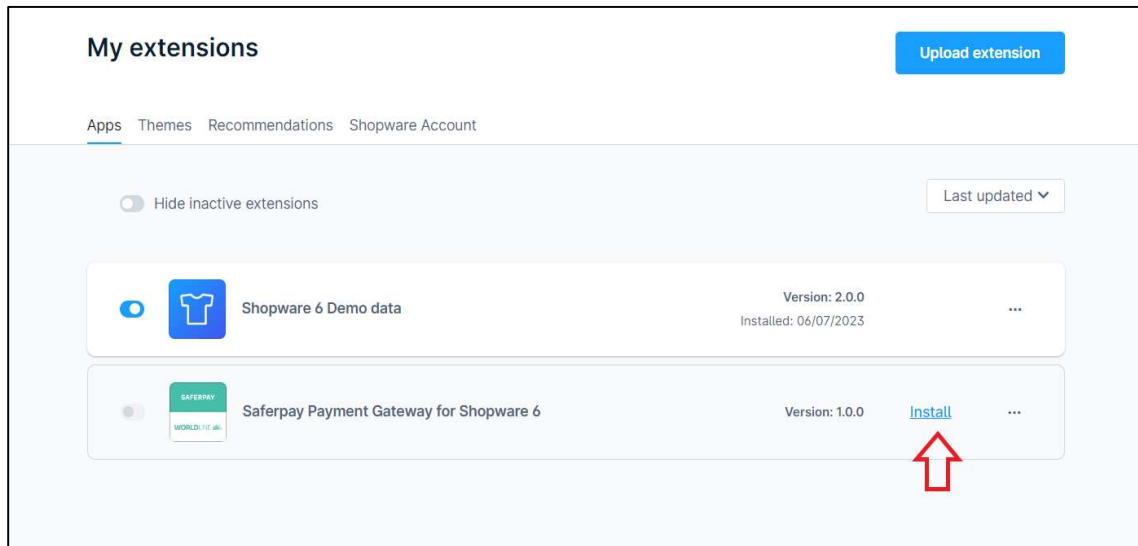 My extensions
Upload extension
Apps Themes Recommendations Shopware Account
Hide inactive extensions
Last updated
Shopware 6 Demo data
Version: 2.0.0
Installed: 06/07/2023
...
SAFERPAY
WORLDLINE
Saferpay Payment Gateway for Shopware 6
Version: 1.0.0
Install
...